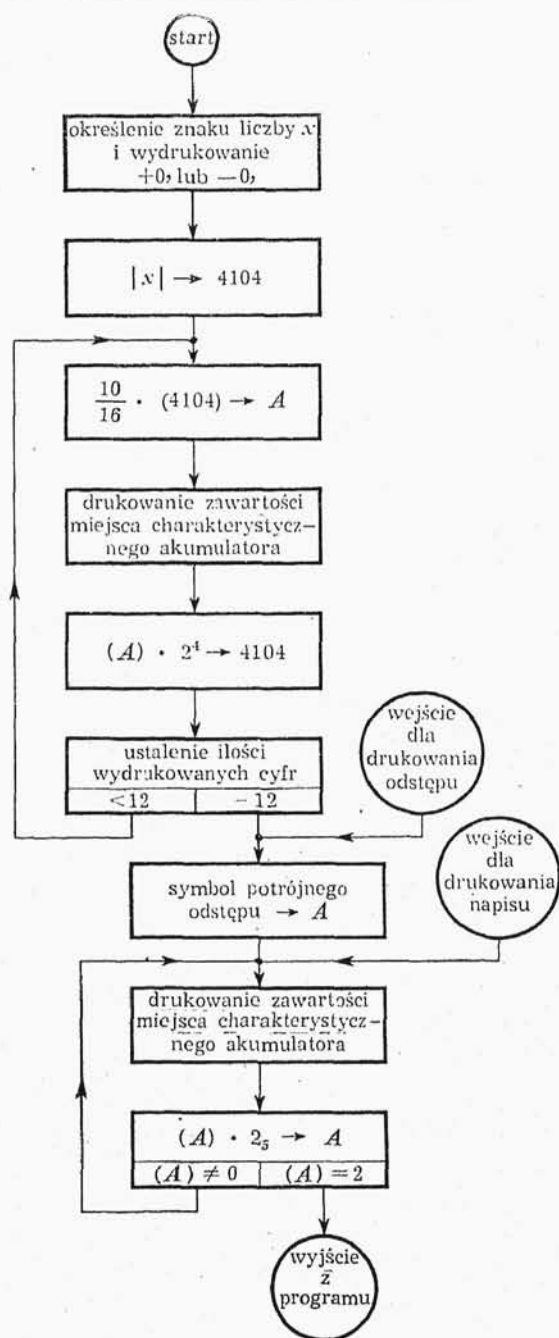 start
określenie znaku liczby x
i wydrukowanie
+0, lub —0,
|x| → 4104
10/16 · (4104) → A
drukowanie zawartości
miejsca charakterystycz-
nego akumulatora
(A) · 2⁴ → 4104
ustalenie ilości
wydrukowanych cyfr
<12 - 12
wejście
dla
drukowania
odstępu
wejście
dla
drukowania
napisu
symbol potrójnego
odstępu → A
drukowanie zawartości
miejsca charakterystycz-
nego akumulatora
(A) · 2₅ → A
(A) ≠ 0 (A) = 2
wyjście
z
programu